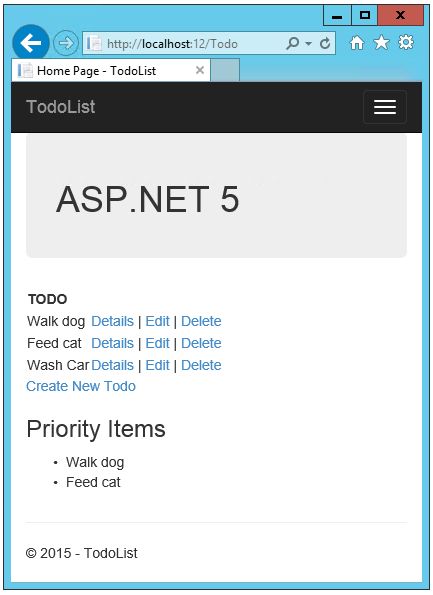 http://localhost:12/Todo
Home Page - TodoList
TodoList
ASP.NET 5
TODO
Walk dog Details | Edit | Delete
Feed cat Details | Edit | Delete
Wash Car Details | Edit | Delete
Create New Todo
Priority Items
• Walk dog
• Feed cat
© 2015 - TodoList